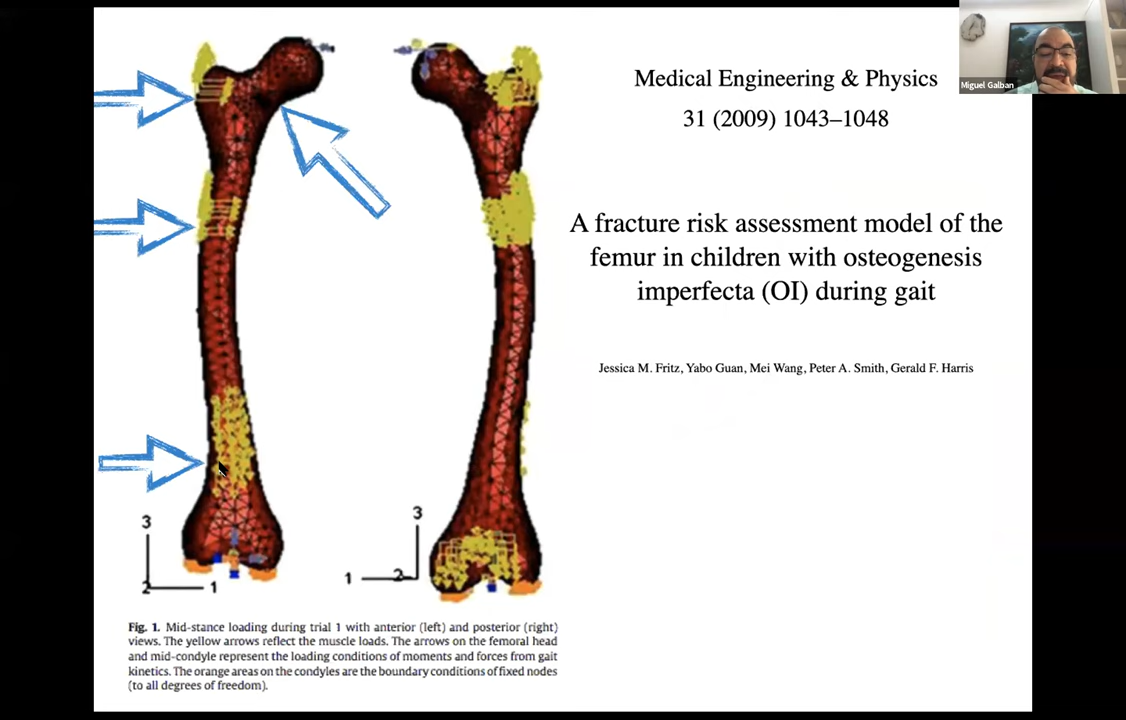 Medical Engineering & Physics
31 (2009) 1043–1048
Miguel Galban
A fracture risk assessment model of the
femur in children with osteogenesis
imperfecta (OI) during gait
Jessica M. Fritz, Yabo Guan, Mei Wang, Peter A. Smith, Gerald F. Harris
3
2
1
3
1
2
Fig. 1. Mid-stance loading during trial 1 with anterior (left) and posterior (right)
views. The yellow arrows reflect the muscle loads. The arrows on the femoral head
and mid-condyle represent the loading conditions of moments and forces from gait
kinetics. The orange areas on the condyles are the boundary conditions of fixed nodes
(to all degrees of freedom).